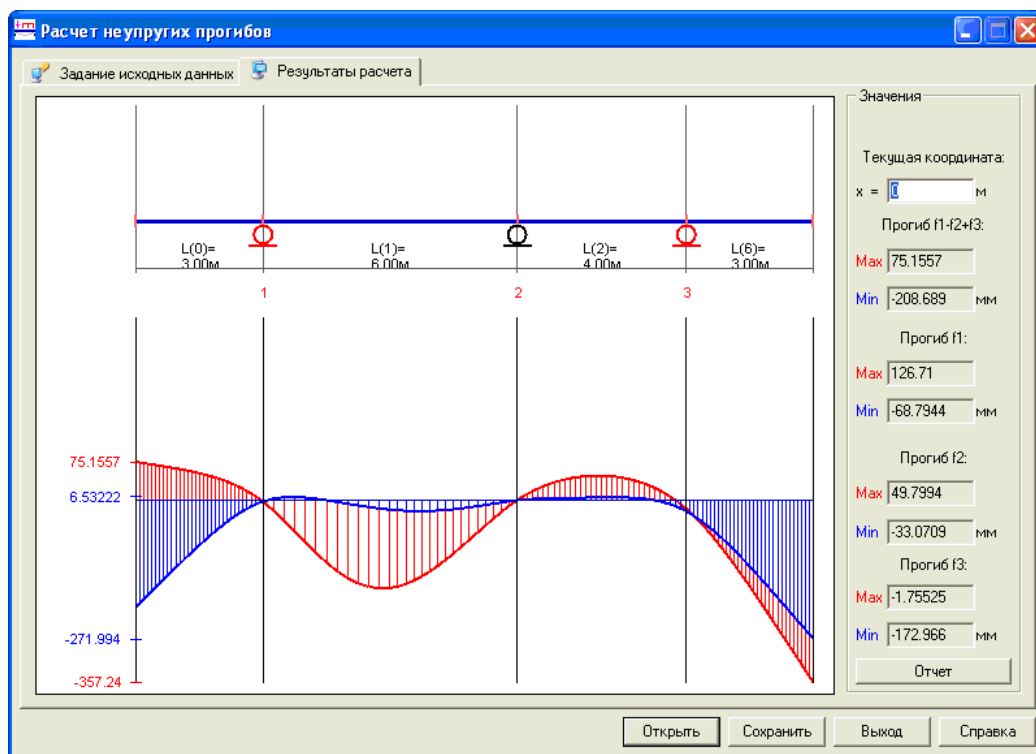 Расчет неупругих прогибов
Задание исходных данных
Результаты расчета
L(0)=
3.00м
L(1)=
6.00м
L(2)=
4.00м
L(6)=
3.00м
1
2
3
75.1557
6.53222
-271.994
-357.24
Значения
Текущая координата:
x = 0 м
Прогиб f1-f2+f3:
Max 75.1557
Min -208.689 мм
Прогиб f1:
Max 126.71
Min -68.7944 мм
Прогиб f2:
Max 49.7994
Min -33.0709 мм
Прогиб f3:
Max -1.75525
Min -172.966 мм
Отчет
Открыть Сохранить Выход Справка